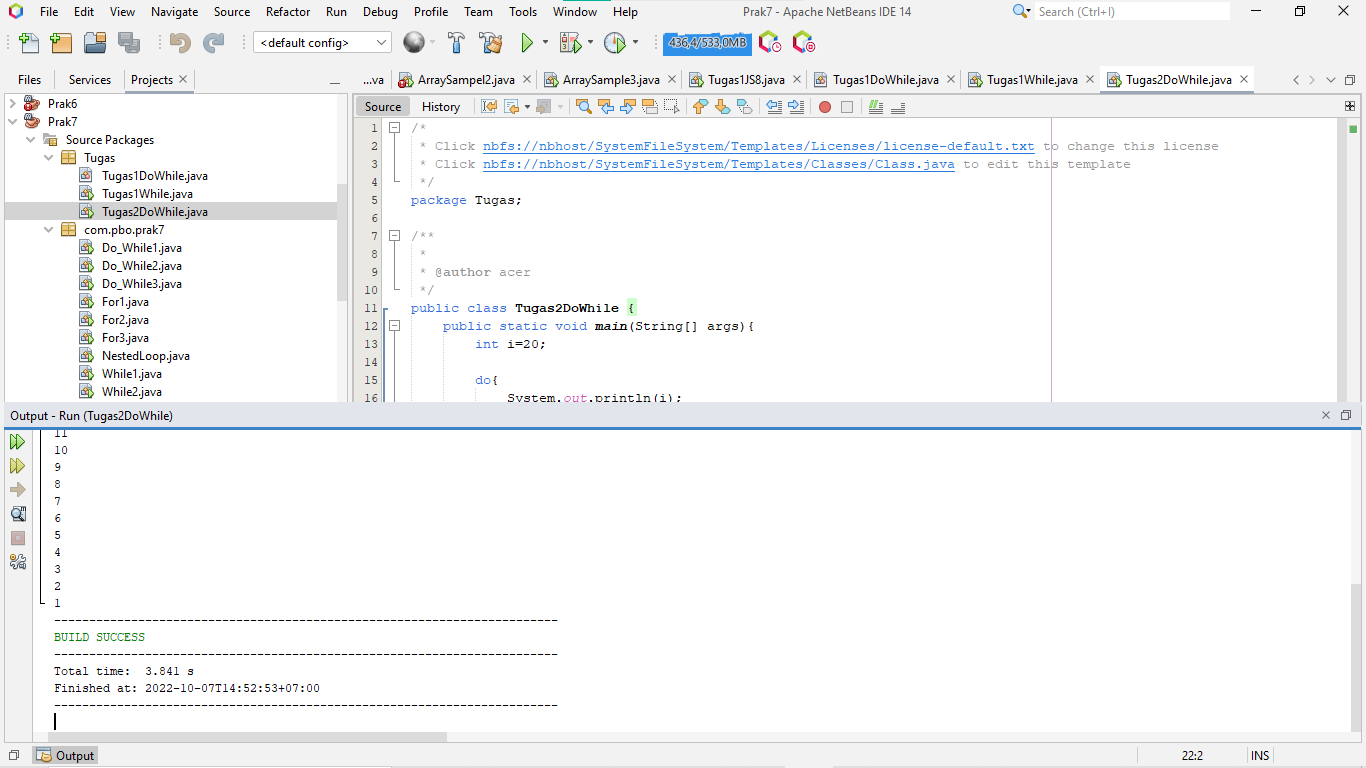 File Edit View Navigate Source Refactor Run Debug Profile Team Tools Window Help Prak7 - Apache NetBeans IDE 14 Search (Ctrl+I)
<default config> 436,4/533,0MB
Files Services Projects
...va ArraySampel2.java ArraySample3.java Tugas1JS8.java Tugas1DoWhile.java Tugas1While.java Tugas2DoWhile.java
Prak6
Prak7
Source Packages
Tugas
Tugas1DoWhile.java
Tugas1While.java
Tugas2DoWhile.java
com.pbo.prak7
Do_While1.java
Do_While2.java
Do_While3.java
For1.java
For2.java
For3.java
NestedLoop.java
While1.java
While2.java
Source History
1 /*
2 * Click nbfs://nbhost/SystemFileSystem/Templates/Licenses/license-default.txt to change this license
3 * Click nbfs://nbhost/SystemFileSystem/Templates/Classes/Class.java to edit this template
4 */
5 package Tugas;
6
7 /**
8 *
9 * @author acer
10 */
11 public class Tugas2DoWhile {
12 public static void main(String[] args){
13 int i=20;
14
15 do{
16 System.out.println(i);
Output - Run (Tugas2DoWhile)
11
10
9
8
7
6
5
4
3
2
1
------------------------------------------------------------------------
BUILD SUCCESS
------------------------------------------------------------------------
Total time: 3.841 s
Finished at: 2022-10-07T14:52:53+07:00
------------------------------------------------------------------------
Output 22:2 INS